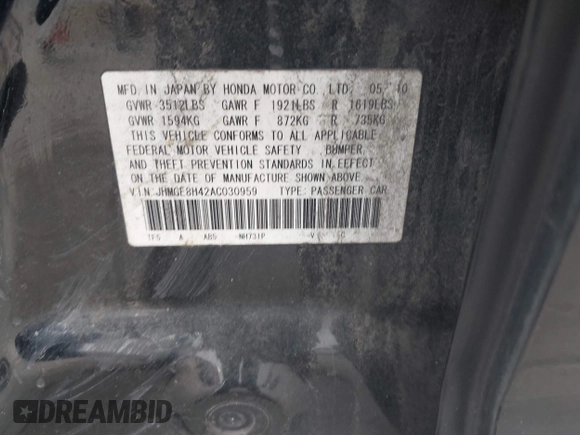 MFD. IN JAPAN BY HONDA MOTOR CO., LTD. 05/10
GVWR 3512LBS GAWR F 1921LBS R 1619LBS
GVWR 1594KG GAWR F 872KG R 735KG
THIS VEHICLE CONFORMS TO ALL APPLICABLE
FEDERAL MOTOR VEHICLE SAFETY, BUMPER,
AND THEFT PREVENTION STANDARDS IN EFFECT
ON THE DATE OF MANUFACTURE SHOWN ABOVE.
V.I.N: JHMGE8H42AC030959 TYPE: PASSENGER CAR
TF5 A ABS NH731P V C
DREAMBID